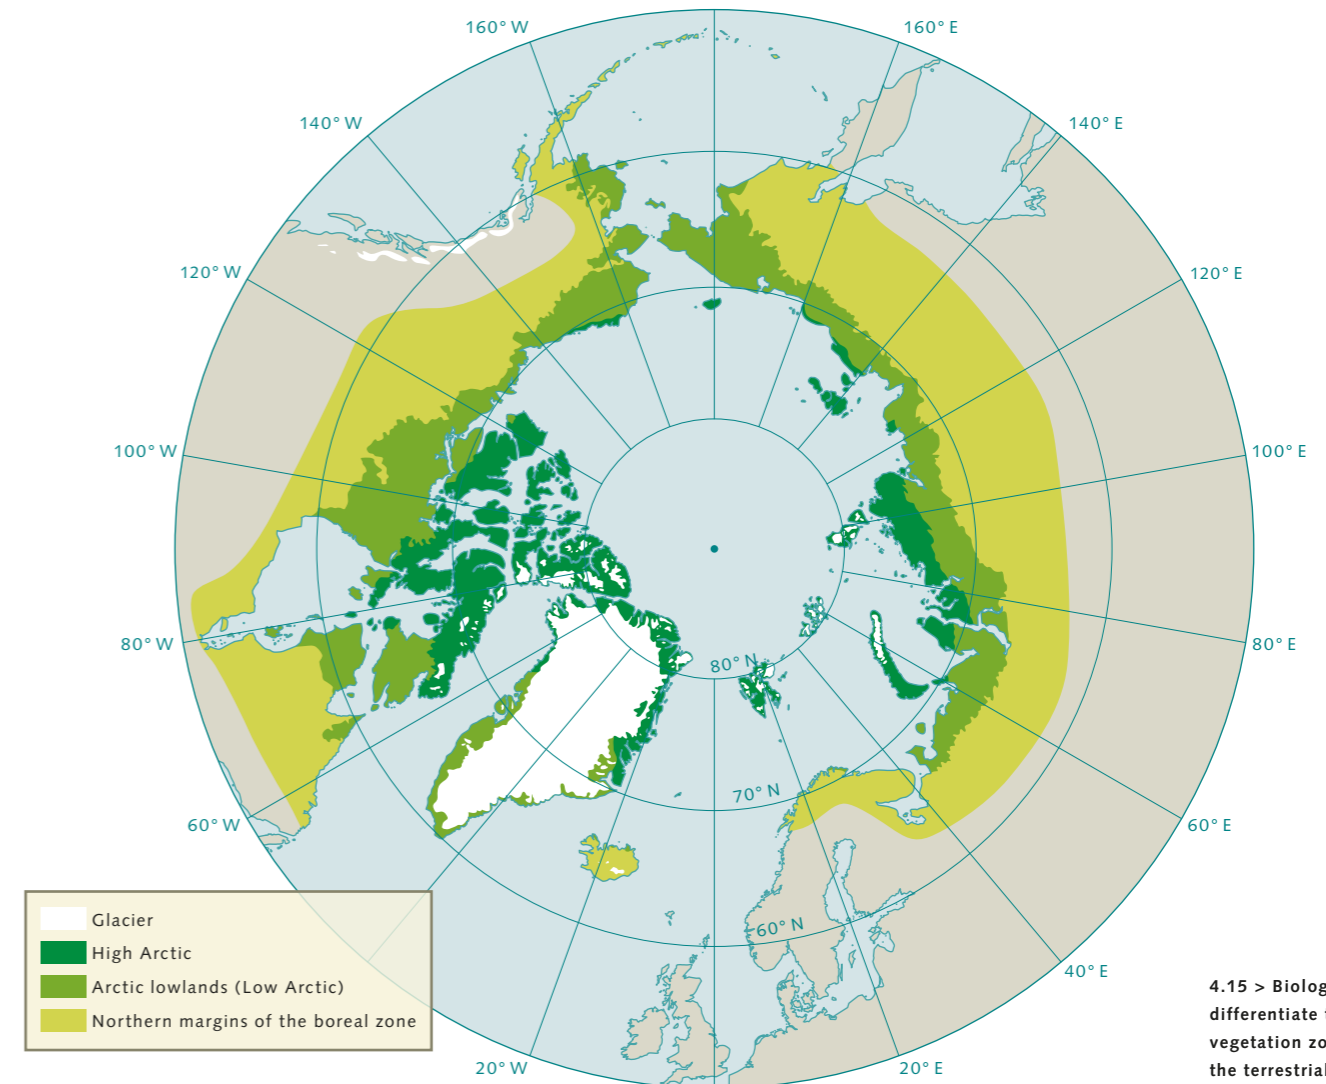 160° W
160° E
140° W
140° E
120° W
120° E
100° W
100° E
80° W
80° E
80° N
70° N
60° W
60° E
60° N
Glacier
High Arctic
Arctic lowlands (Low Arctic)
Northern margins of the boreal zone
40° E
20° W
20° E
4.15 > Biolog
differentiate t
vegetation zo
the terrestrial